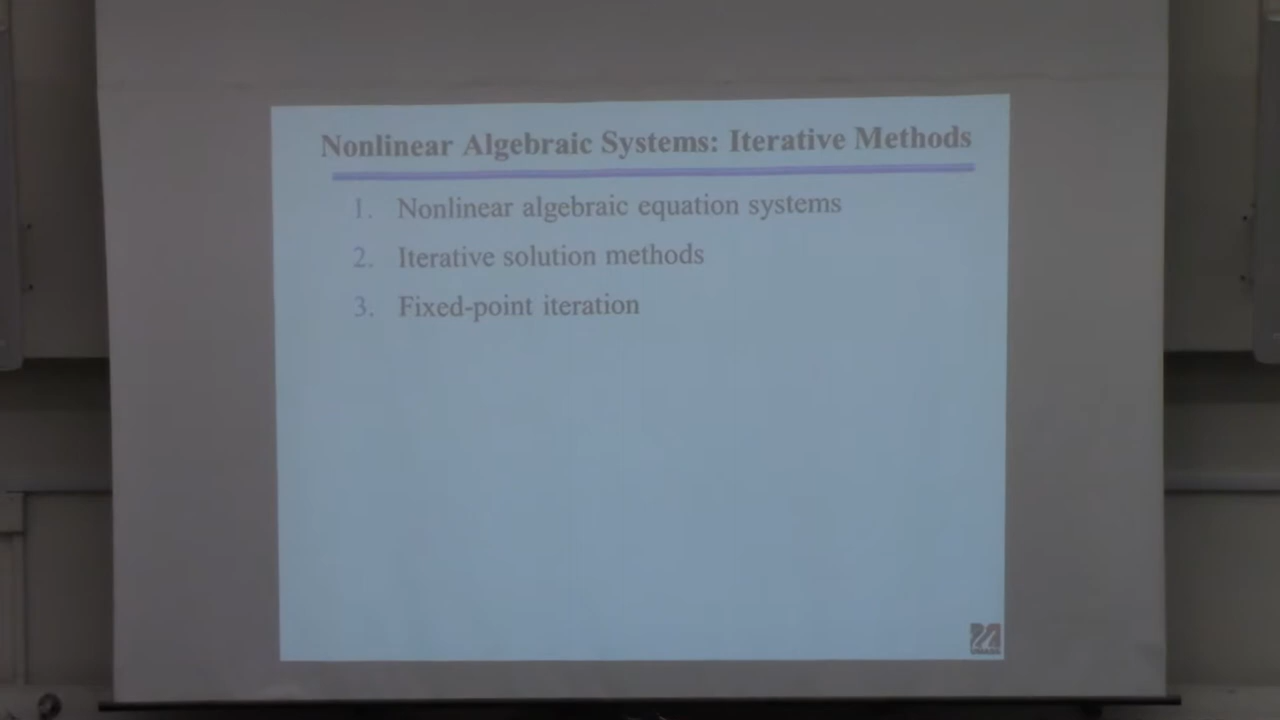 Nonlinear Algebraic Systems: Iterative Methods
1. Nonlinear algebraic equation systems
2. Iterative solution methods
3. Fixed-point iteration